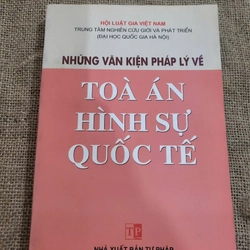 HỘI LUẬT GIA VIỆT NAM
TRUNG TÂM NGHIÊN CỨU GIỚI VÀ PHÁT TRIỂN
(ĐẠI HỌC QUỐC GIA HÀ NỘI)
NHỮNG VĂN KIỆN PHÁP LÝ VỀ
TOÀ ÁN
HÌNH SỰ
QUỐC TẾ
TP
NHÀ XUẤT BẢN TƯ PHÁP